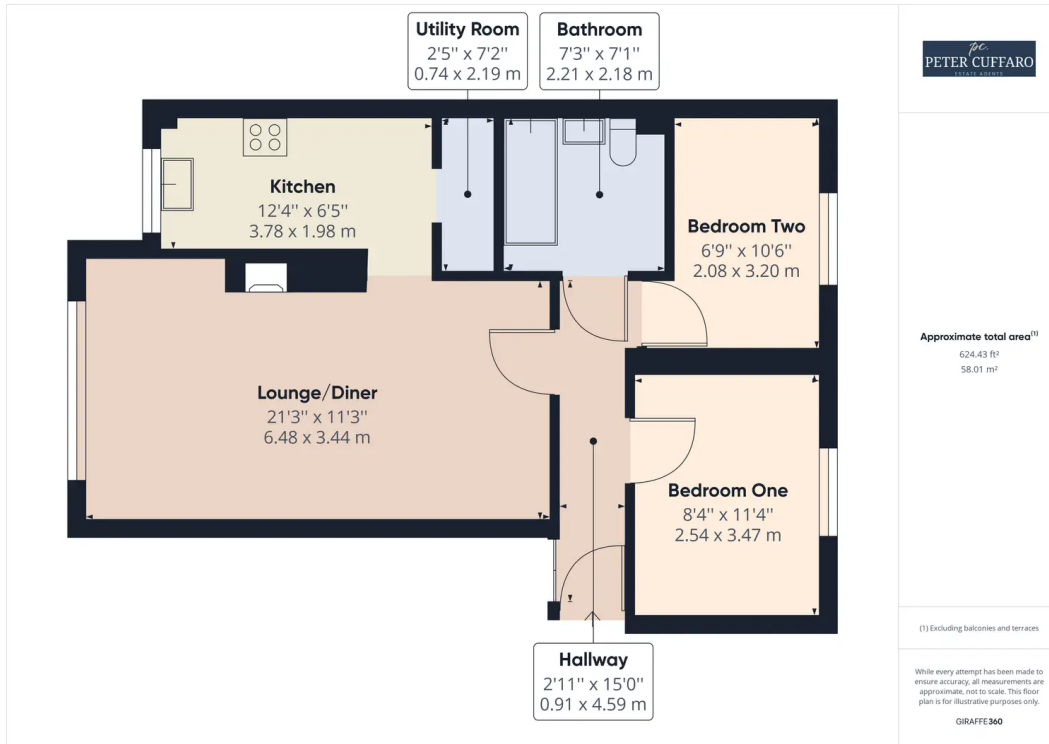 Utility Room
2'5'' x 7'2''
0.74 x 2.19 m
Bathroom
7'3'' x 7'1''
2.21 x 2.18 m
Kitchen
12'4'' x 6'5''
3.78 x 1.98 m
Bedroom Two
6'9'' x 10'6''
2.08 x 3.20 m
Lounge/Diner
21'3'' x 11'3''
6.48 x 3.44 m
Bedroom One
8'4'' x 11'4''
2.54 x 3.47 m
Hallway
2'11'' x 15'0''
0.91 x 4.59 m
pc.
PETER CUFFARO
ESTATE AGENTS
Approximate total area(1)
624.43 ft²
58.01 m²
(1) Excluding balconies and terraces
While every attempt has been made to
ensure accuracy, all measurements are
approximate, not to scale. This floor
plan is for illustrative purposes only.
GIRAFFE360